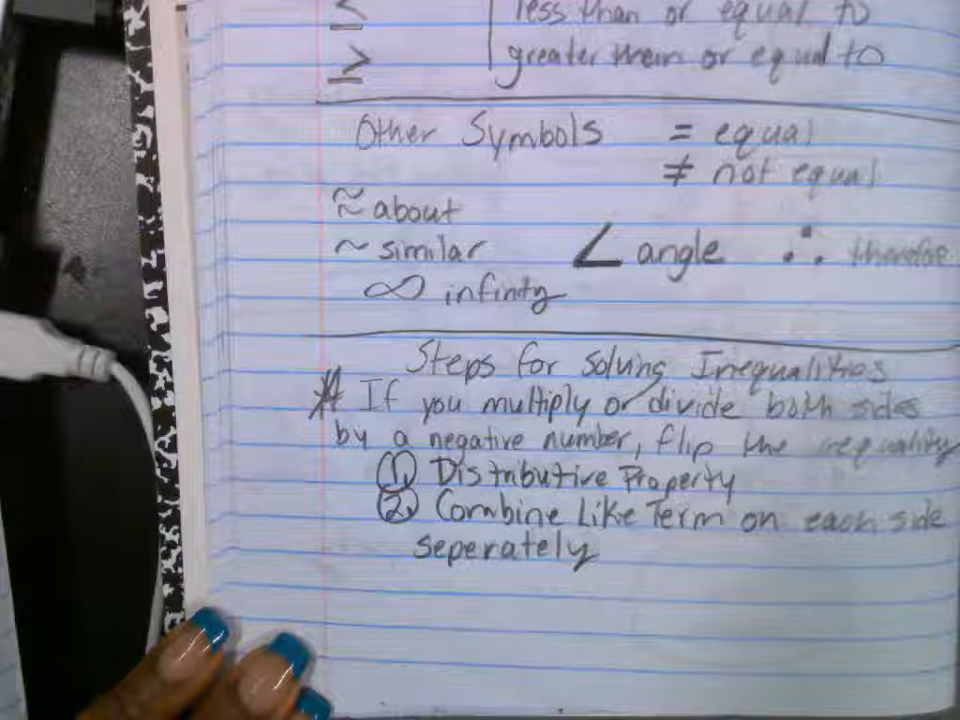 ≤ less than or equal to
≥ greater them or equal to
Other Symbols = equal
≠ not equal
≈ about
~ similar ∠ angle ∴ therefore
∞ infinity
Steps for Solving Inequalities
* If you multiply or divide both sides
by a negative number, flip the inequality
① Distributive Property
② Combine Like Term on each side
seperately